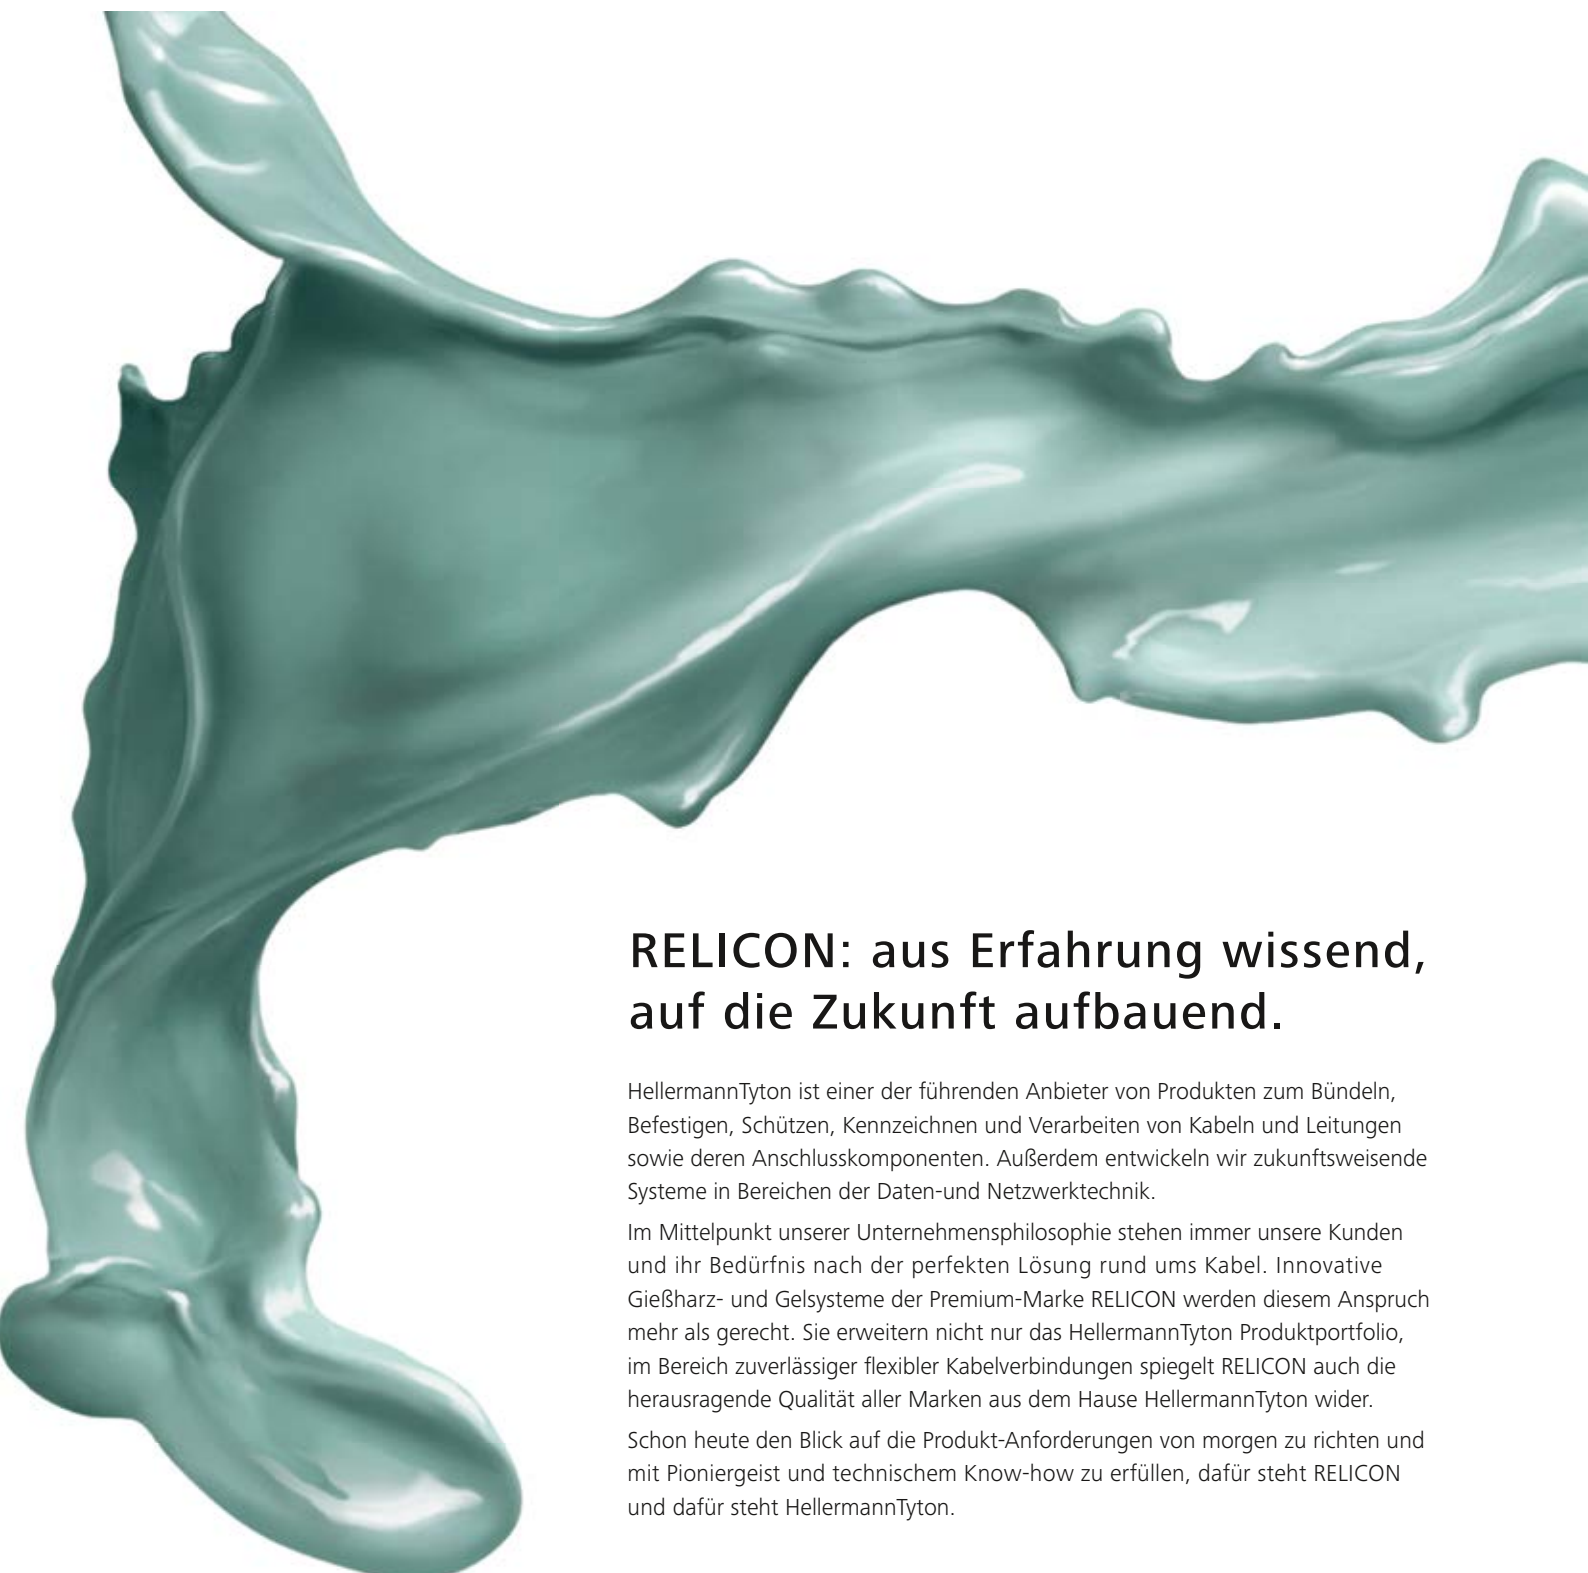 RELICON: aus Erfahrung wissend,
auf die Zukunft aufbauend.
HellermannTyton ist einer der führenden Anbieter von Produkten zum Bündeln,
Befestigen, Schützen, Kennzeichnen und Verarbeiten von Kabeln und Leitungen
sowie deren Anschlusskomponenten. Außerdem entwickeln wir zukunftsweisende
Systeme in Bereichen der Daten-und Netzwerktechnik.
Im Mittelpunkt unserer Unternehmensphilosophie stehen immer unsere Kunden
und ihr Bedürfnis nach der perfekten Lösung rund ums Kabel. Innovative
Gießharz- und Gelsysteme der Premium-Marke RELICON werden diesem Anspruch
mehr als gerecht. Sie erweitern nicht nur das HellermannTyton Produktportfolio,
im Bereich zuverlässiger flexibler Kabelverbindungen spiegelt RELICON auch die
herausragende Qualität aller Marken aus dem Hause HellermannTyton wider.
Schon heute den Blick auf die Produkt-Anforderungen von morgen zu richten und
mit Pioniergeist und technischem Know-how zu erfüllen, dafür steht RELICON
und dafür steht HellermannTyton.